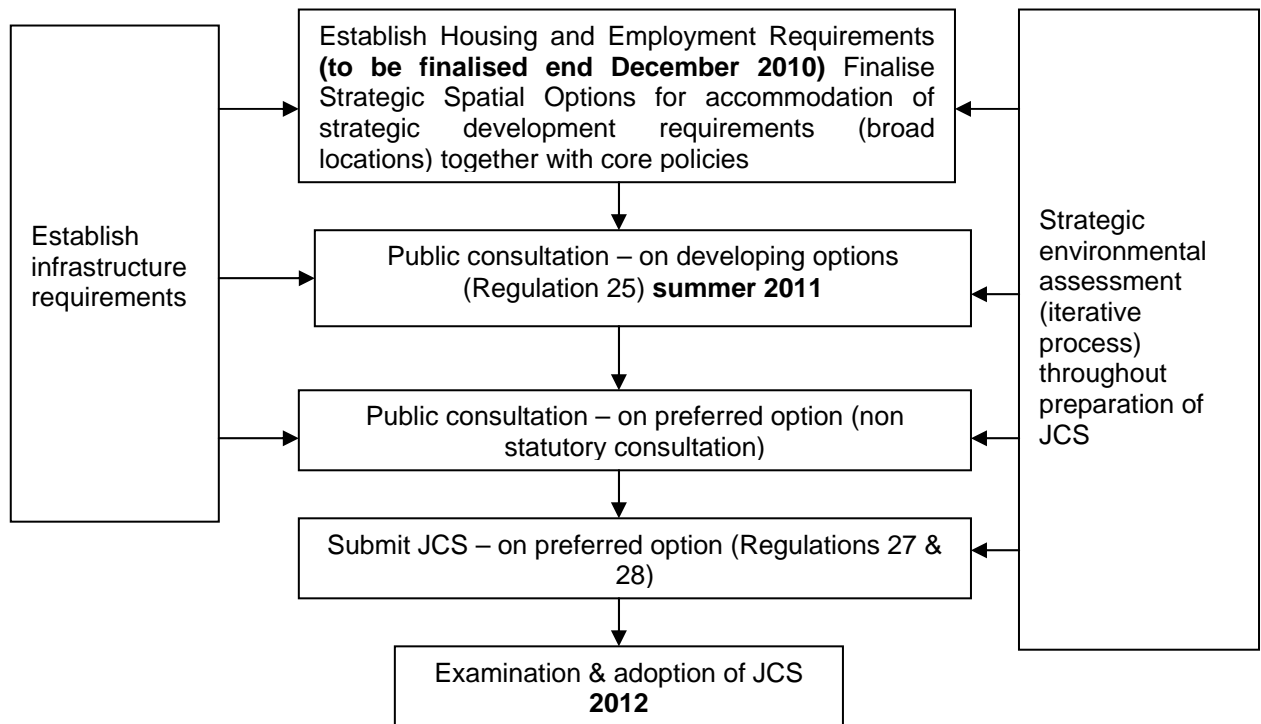 Establish Housing and Employment Requirements
(to be finalised end December 2010) Finalise
Strategic Spatial Options for accommodation of
strategic development requirements (broad
locations) together with core policies
Establish
infrastructure
requirements
Public consultation – on developing options
(Regulation 25) summer 2011
Strategic
environmental
assessment
(iterative
process)
throughout
preparation of
JCS
Public consultation – on preferred option (non
statutory consultation)
Submit JCS – on preferred option (Regulations 27 &
28)
Examination & adoption of JCS
2012